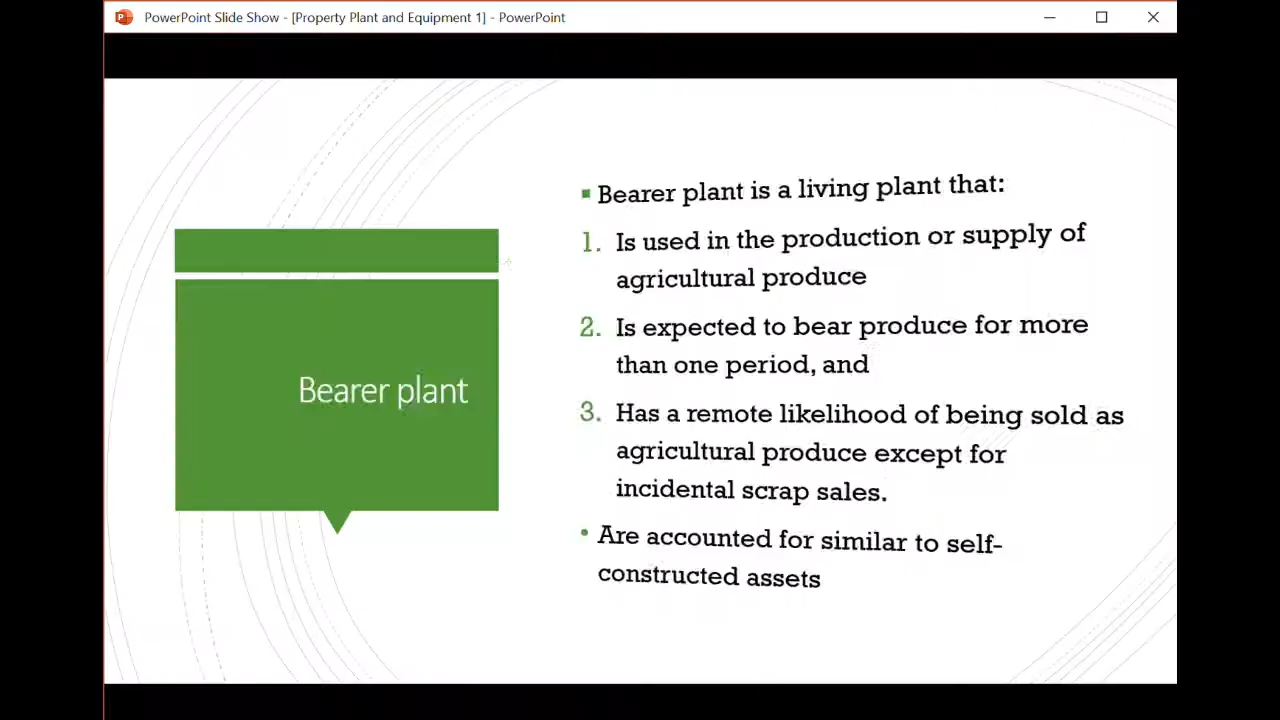 PowerPoint Slide Show - [Property Plant and Equipment 1] - PowerPoint
Bearer plant
▪ Bearer plant is a living plant that:
1. Is used in the production or supply of
agricultural produce
2. Is expected to bear produce for more
than one period, and
3. Has a remote likelihood of being sold as
agricultural produce except for
incidental scrap sales.
• Are accounted for similar to self-
constructed assets